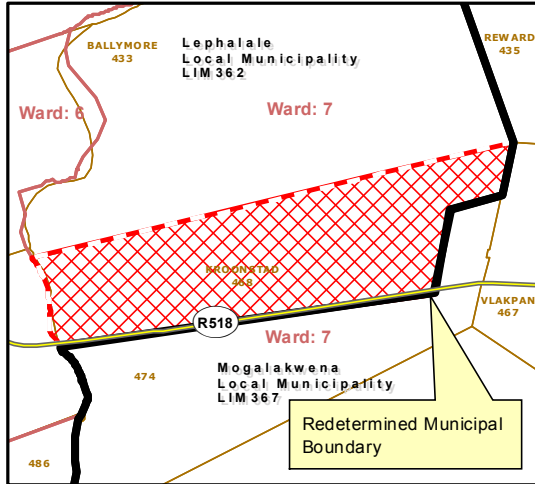 BALLYMORE
433
Lephalale
Local Municipality
LIM362
REWARD
435
Ward: 6
Ward: 7
KROONSTAD
468
R518
VLAKPAN
467
Ward: 7
474
Mogalakwena
Local Municipality
LIM367
486
Redetermined Municipal
Boundary